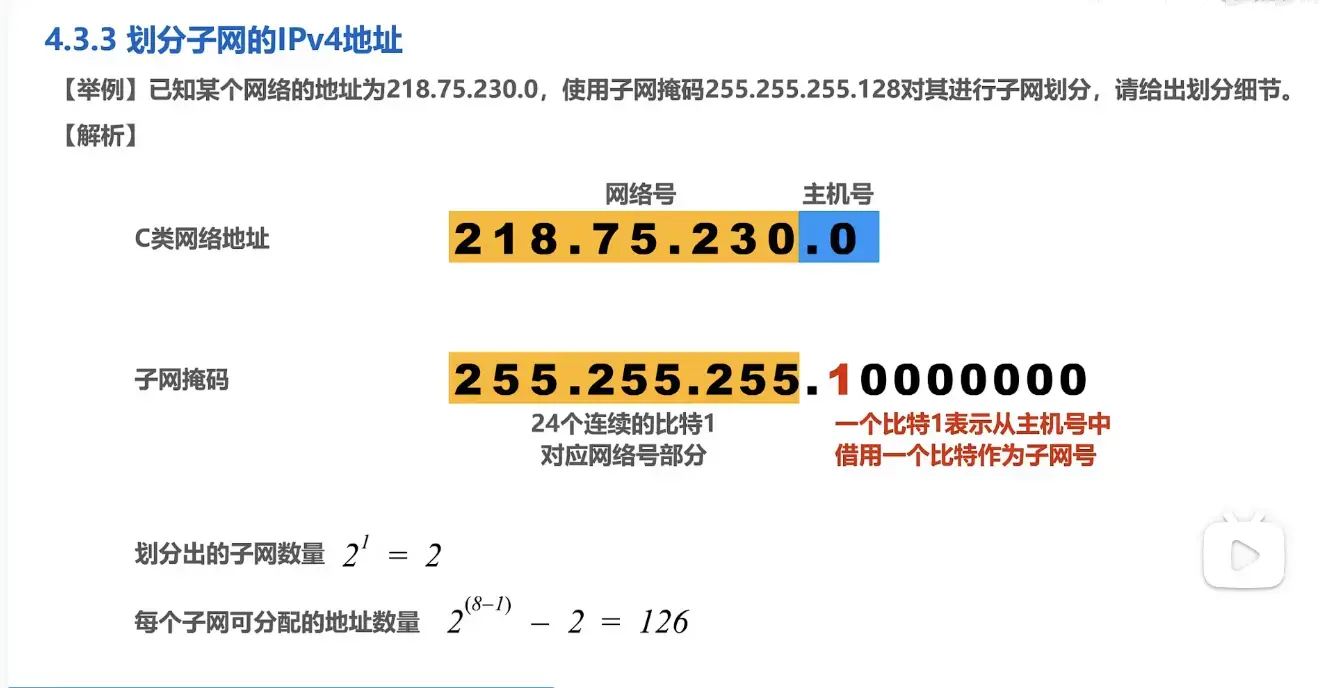 4.3.3 划分子网的IPv4地址
【举例】已知某个网络的地址为218.75.230.0，使用子网掩码255.255.255.128对其进行子网划分，请给出划分细节。
【解析】
网络号 主机号
C类网络地址 218.75.230.0
子网掩码 255.255.255.10000000
24个连续的比特1 一个比特1表示从主机号中
对应网络号部分 借用一个比特作为子网号
划分出的子网数量 2^1 = 2
每个子网可分配的地址数量 2^(8–1) – 2 = 126